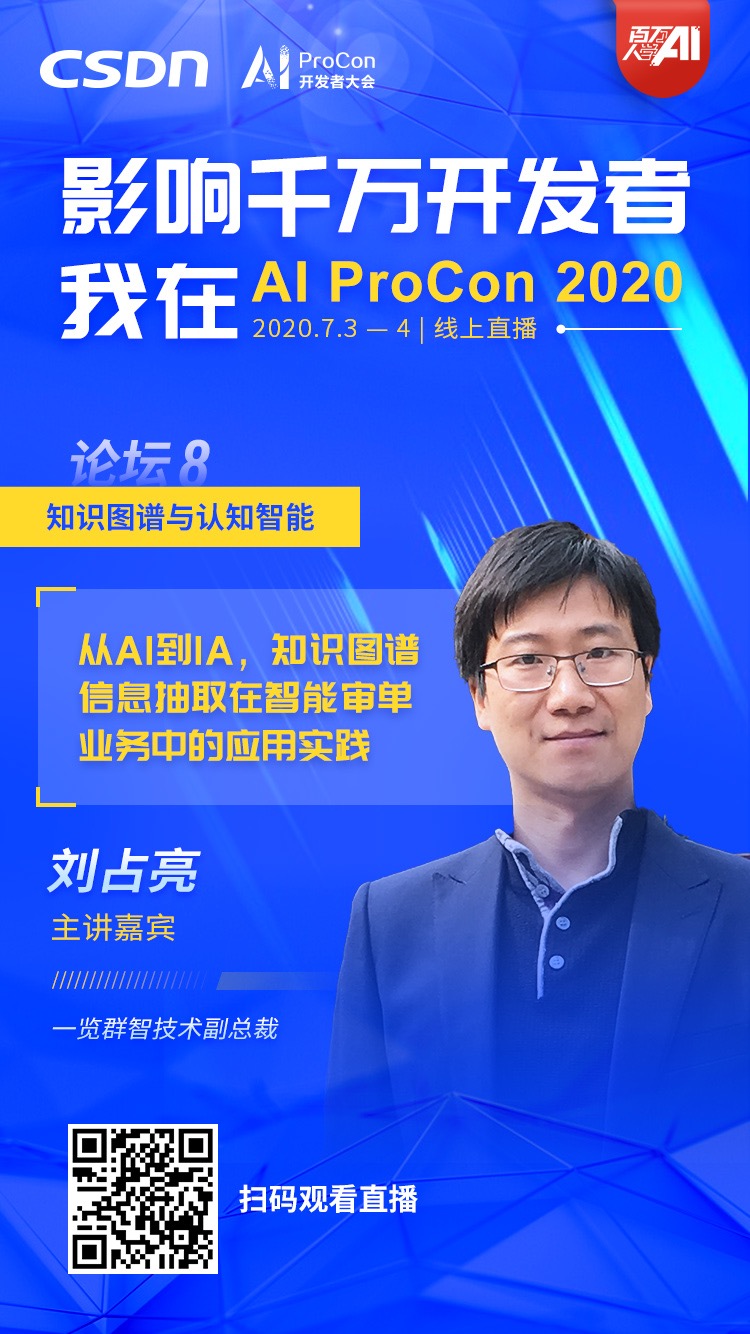 CSDN
AI ProCon
开发者大会
百万人学AI
影响千万开发者
我在 AI ProCon 2020
2020.7.3 — 4 | 线上直播
论坛 8
知识图谱与认知智能
从AI到IA，知识图谱
信息抽取在智能审单
业务中的应用实践
刘占亮
主讲嘉宾
一览群智技术副总裁
扫码观看直播